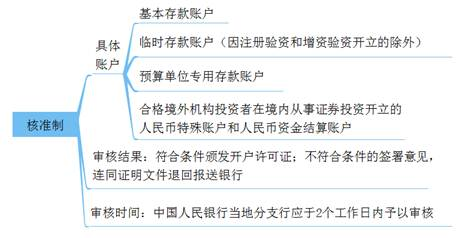 核准制
具体
账户
基本存款账户
临时存款账户（因注册验资和增资验资开立的除外）
预算单位专用存款账户
合格境外机构投资者在境内从事证券投资开立的
人民币特殊账户和人民币资金结算账户
审核结果：符合条件颁发开户许可证；不符合条件的签署意见，
连同证明文件退回报送银行
审核时间：中国人民银行当地分支行应于2个工作日内予以审核